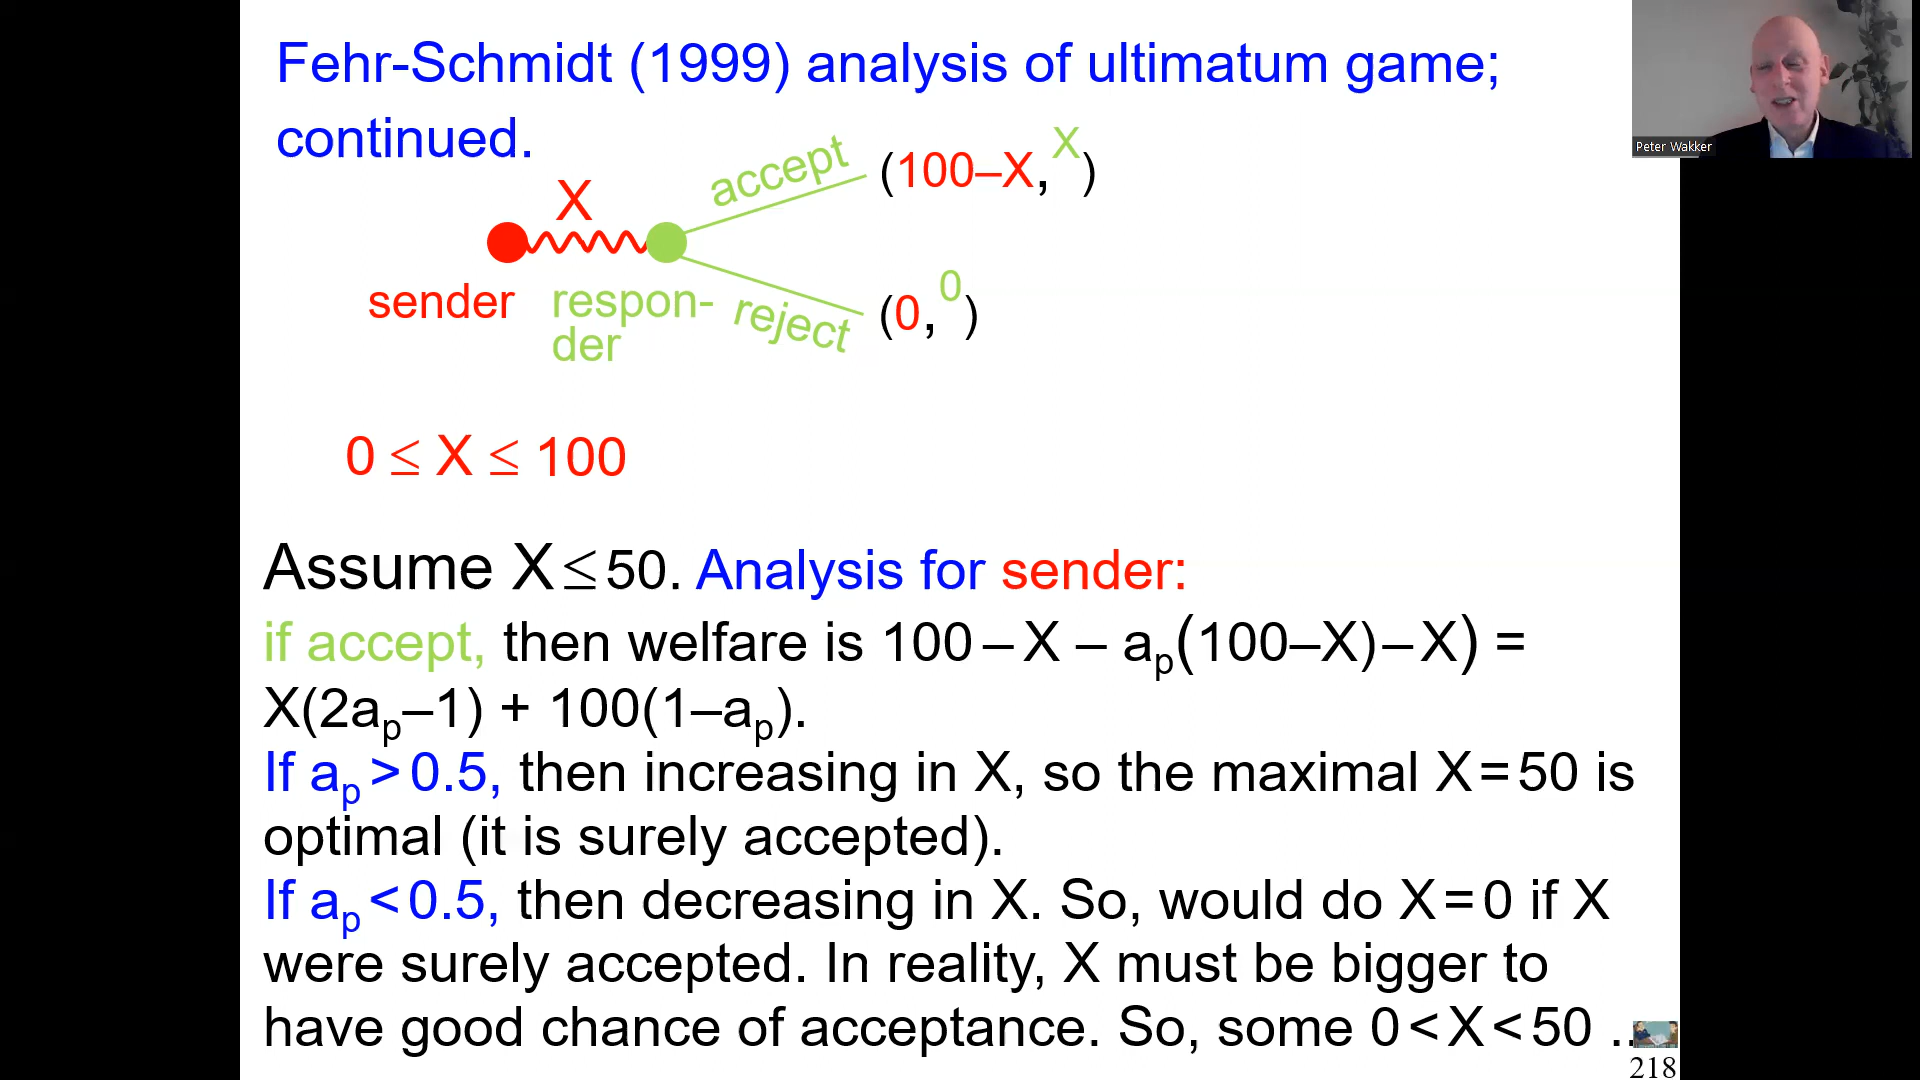 Fehr-Schmidt (1999) analysis of ultimatum game;
continued.
Peter Wakker
accept
(100–X, X)
X
sender
respon-
der
reject
(0, 0)
0 ≤ X ≤ 100
Assume X ≤ 50. Analysis for sender:
if accept, then welfare is 100 – X – aₚ(100–X) – X) =
X(2aₚ–1) + 100(1–aₚ).
If aₚ > 0.5, then increasing in X, so the maximal X = 50 is
optimal (it is surely accepted).
If aₚ < 0.5, then decreasing in X. So, would do X = 0 if X
were surely accepted. In reality, X must be bigger to
have good chance of acceptance. So, some 0 < X < 50 ..
218